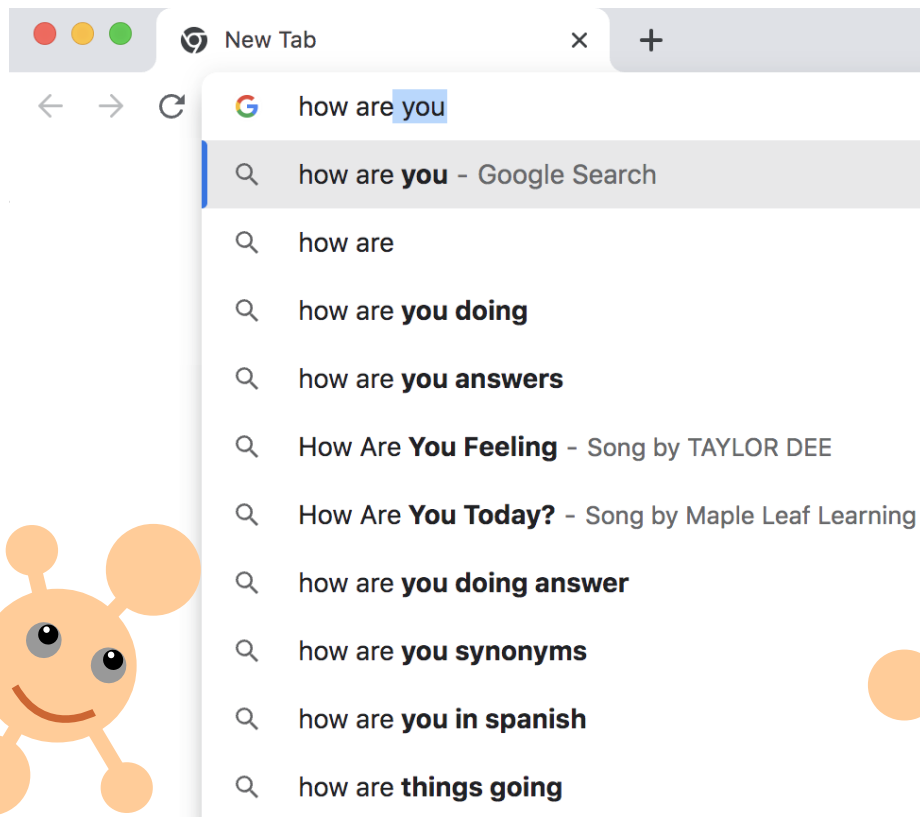 New Tab
how are you
how are you - Google Search
how are
how are you doing
how are you answers
How Are You Feeling - Song by TAYLOR DEE
How Are You Today? - Song by Maple Leaf Learning
how are you doing answer
how are you synonyms
how are you in spanish
how are things going